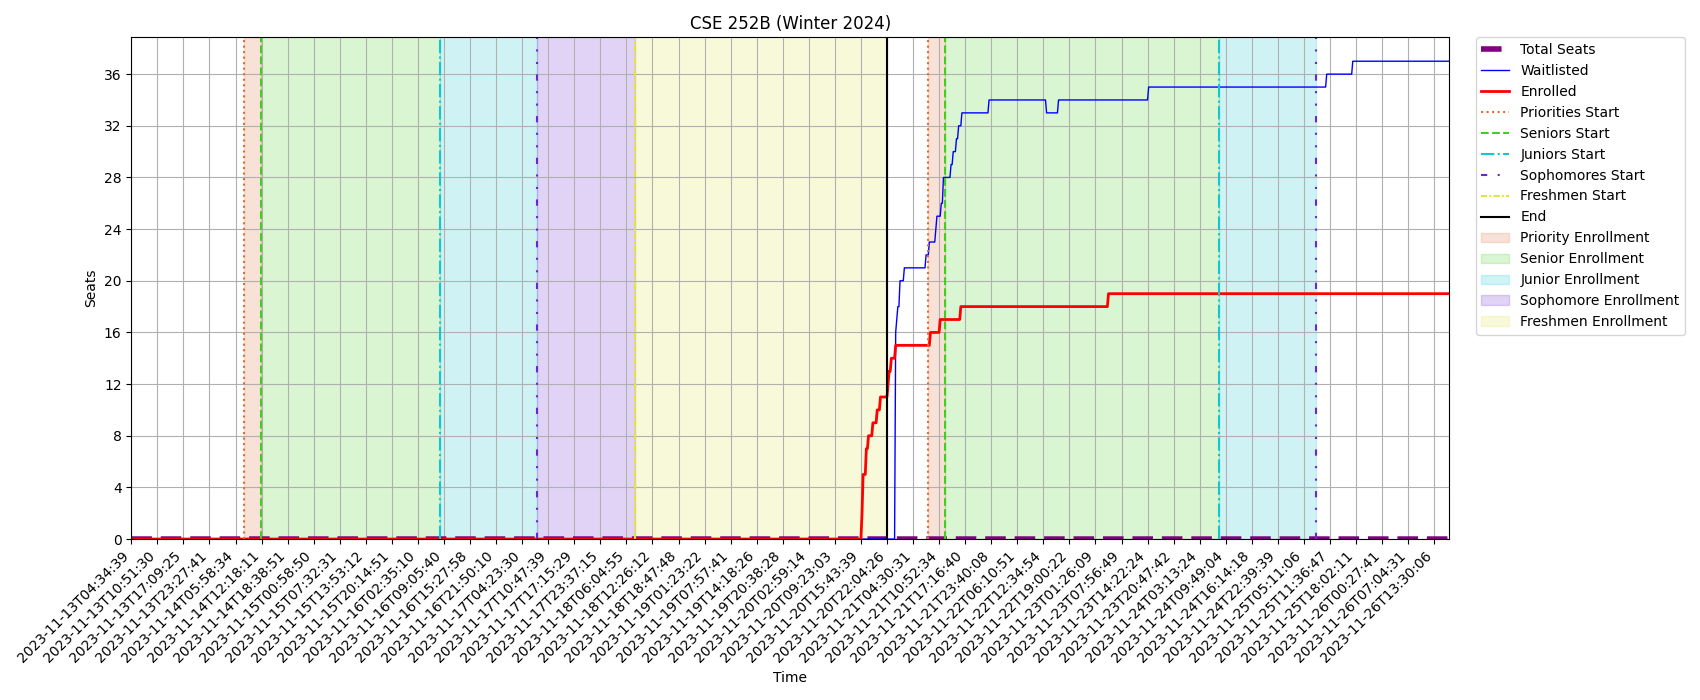 CSE 252B (Winter 2024)
Seats
36
32
28
24
20
16
12
8
4
0
2023-11-13T04:34:39
2023-11-13T10:51:30
2023-11-13T17:09:25
2023-11-13T23:27:41
2023-11-14T05:58:34
2023-11-14T12:18:11
2023-11-14T18:38:51
2023-11-15T00:58:50
2023-11-15T07:32:31
2023-11-15T13:53:12
2023-11-15T20:14:51
2023-11-16T02:35:10
2023-11-16T09:05:40
2023-11-16T15:27:58
2023-11-16T21:50:10
2023-11-17T04:23:30
2023-11-17T10:47:39
2023-11-17T17:15:29
2023-11-17T23:37:15
2023-11-18T06:04:55
2023-11-18T12:26:12
2023-11-18T18:47:48
2023-11-19T01:23:22
2023-11-19T07:57:41
2023-11-19T14:18:26
2023-11-19T20:38:28
2023-11-20T02:59:14
2023-11-20T09:23:03
2023-11-20T15:43:39
2023-11-20T22:04:26
2023-11-21T04:30:31
2023-11-21T10:52:34
2023-11-21T17:16:40
2023-11-21T23:40:08
2023-11-22T06:10:51
2023-11-22T12:34:54
2023-11-22T19:00:22
2023-11-23T01:26:09
2023-11-23T07:56:49
2023-11-23T14:22:24
2023-11-23T20:47:42
2023-11-24T03:13:24
2023-11-24T09:49:04
2023-11-24T16:14:18
2023-11-24T22:39:39
2023-11-25T05:11:06
2023-11-25T11:36:47
2023-11-25T18:02:11
2023-11-26T00:27:41
2023-11-26T07:04:31
2023-11-26T13:30:06
Time
Total Seats
Waitlisted
Enrolled
Priorities Start
Seniors Start
Juniors Start
Sophomores Start
Freshmen Start
End
Priority Enrollment
Senior Enrollment
Junior Enrollment
Sophomore Enrollment
Freshmen Enrollment